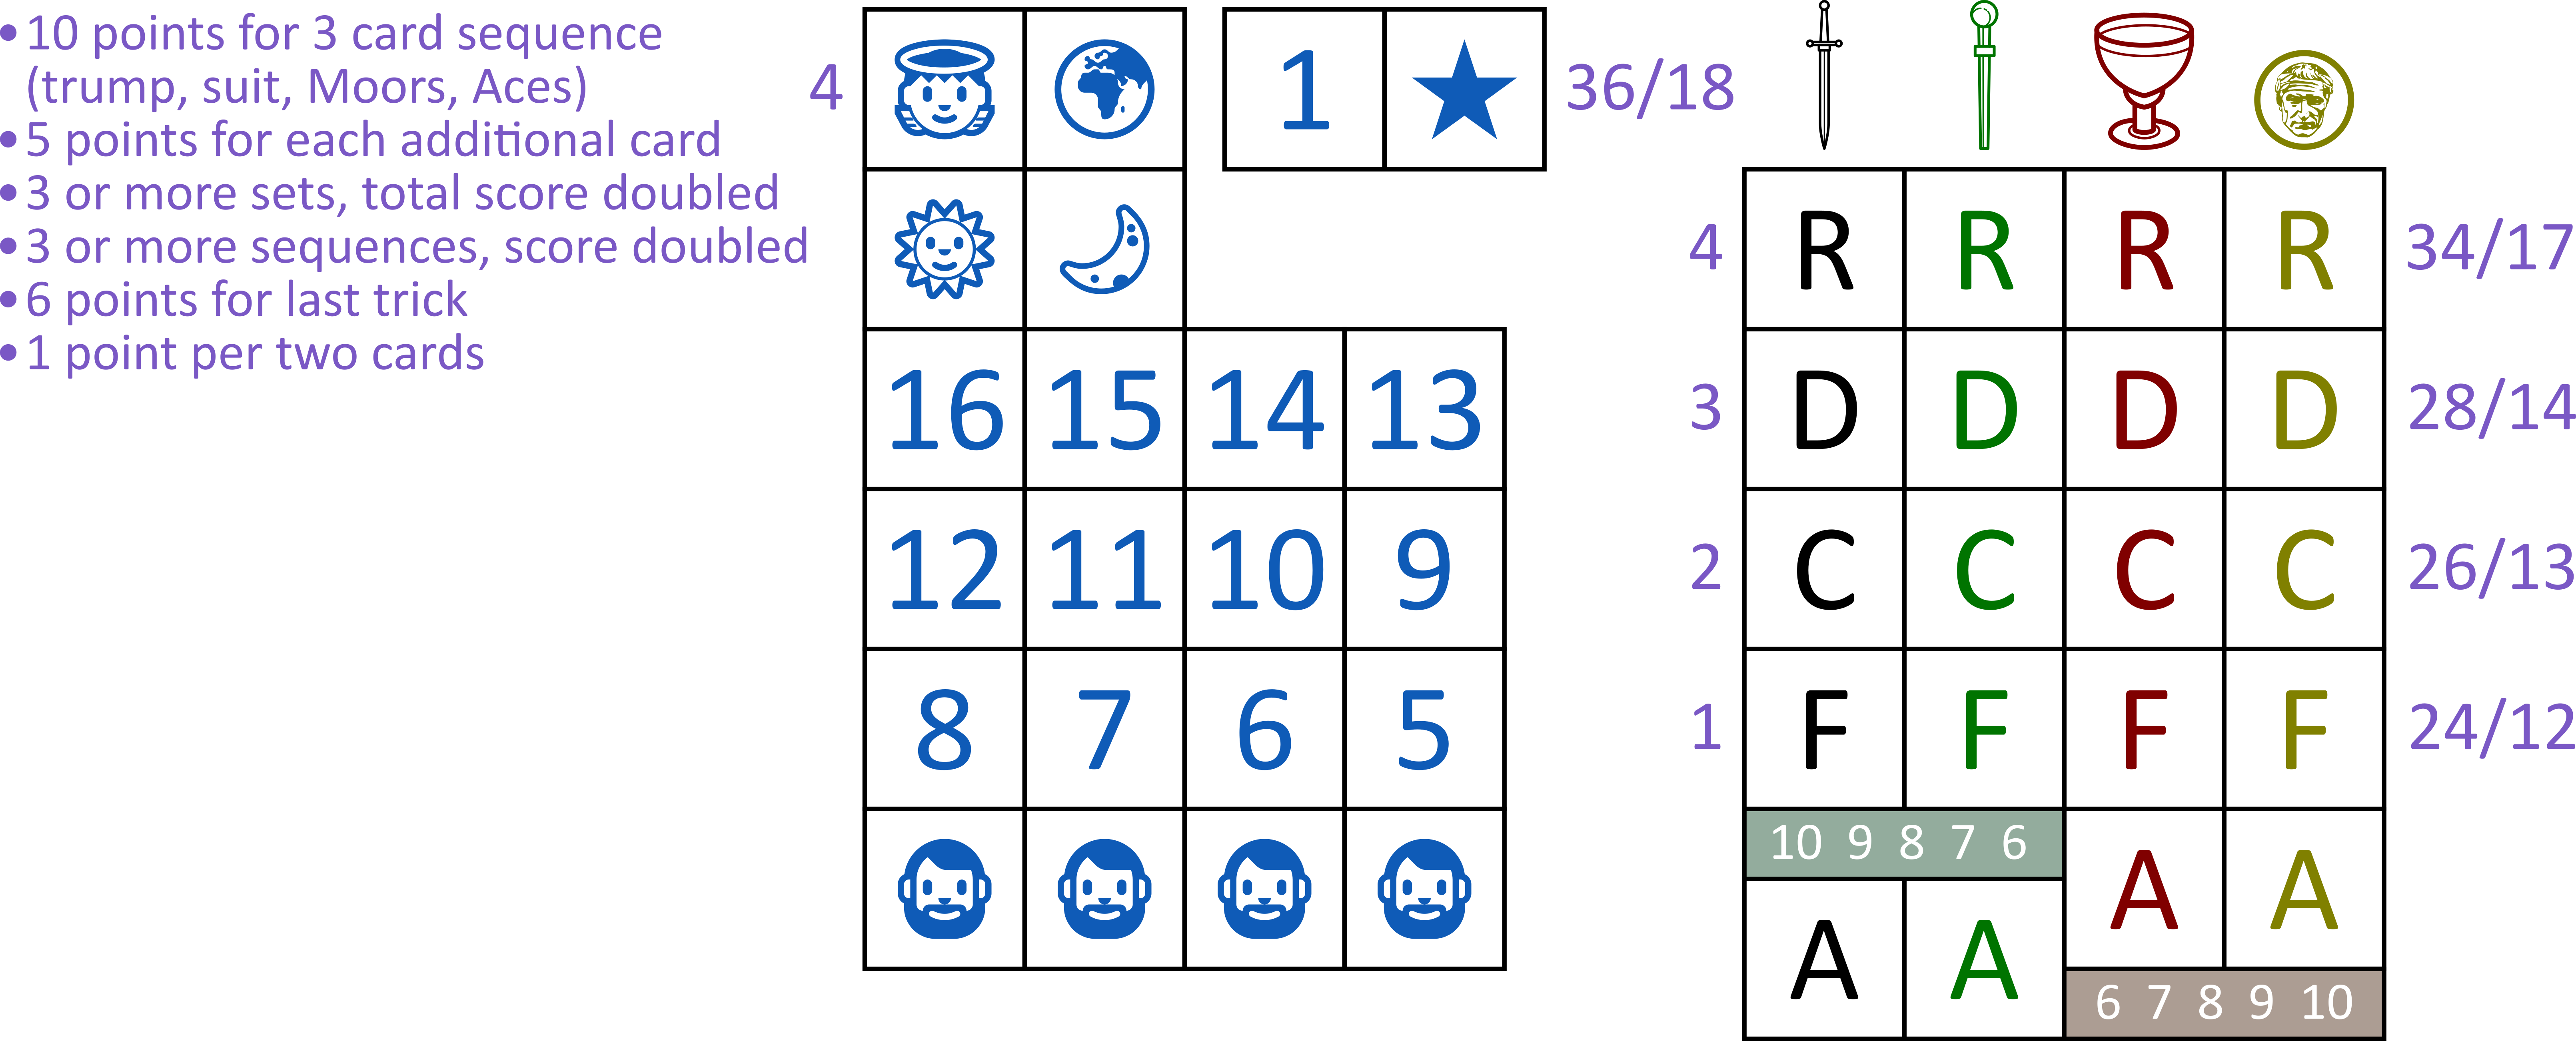 •10 points for 3 card sequence
(trump, suit, Moors, Aces)
•5 points for each additional card
•3 or more sets, total score doubled
•3 or more sequences, score doubled
•6 points for last trick
•1 point per two cards
4
1
36/18
16 15 14 13
12 11 10 9
8 7 6 5
4 R R R R 34/17
3 D D D D 28/14
2 C C C C 26/13
1 F F F F 24/12
10 9 8 7 6
A A
A A
6 7 8 9 10